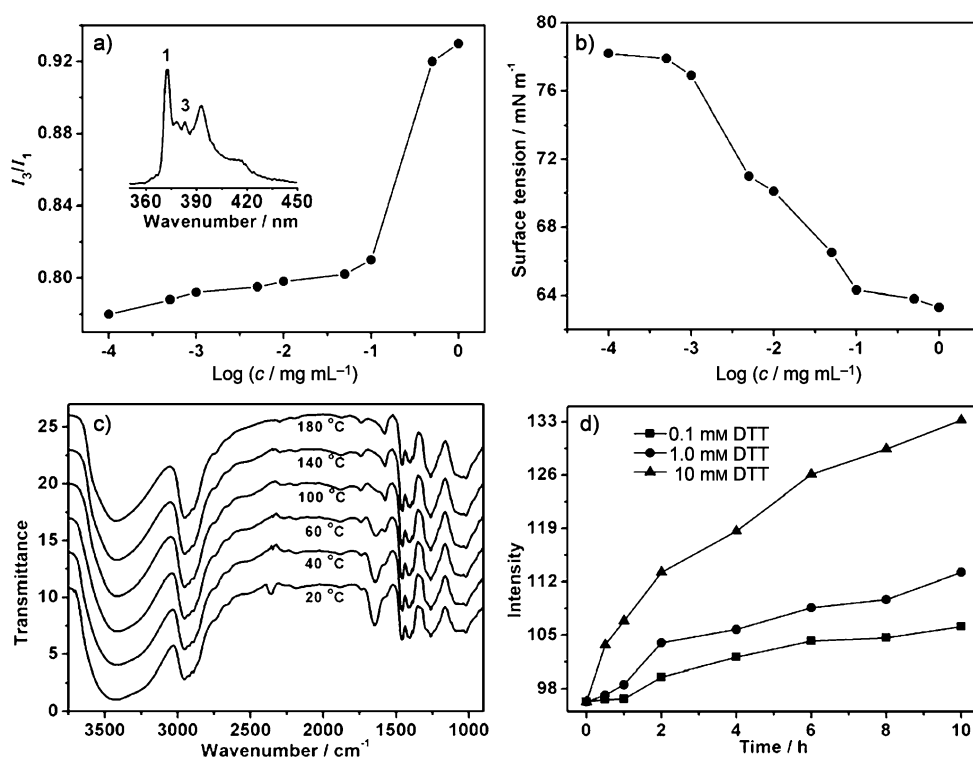 a)
0.92
0.88
0.84
0.80
I3/I1
1
3
360 390 420 450
Wavenumber / nm
-4 -3 -2 -1 0
Log (c / mg mL–1)
b)
80
76
72
68
64
Surface tension / mN m-1
-4 -3 -2 -1 0
Log (c / mg mL–1)
c)
25
20
15
10
5
0
Transmittance
180 °C
140 °C
100 °C
60 °C
40 °C
20 °C
3500 3000 2500 2000 1500 1000
Wavenumber / cm-1
d)
133
126
119
112
105
98
Intensity
0.1 mM DTT
1.0 mM DTT
10 mM DTT
0 2 4 6 8 10
Time / h